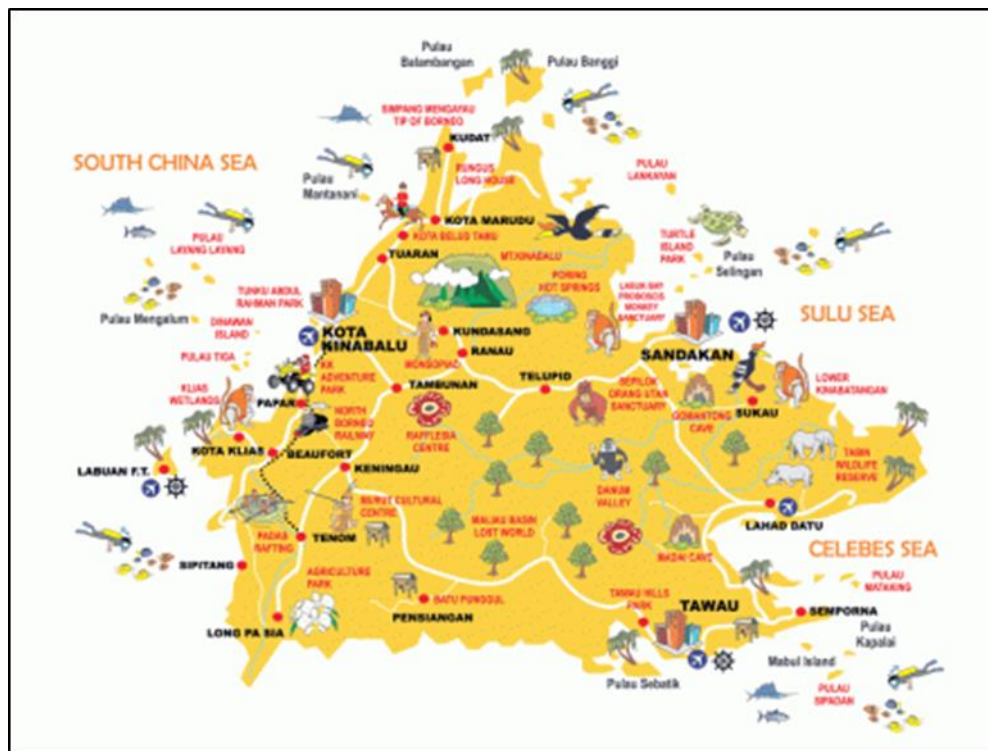 Pulau
Balambangan
Pulau Banggi
SIMPANG MENGAYAU
TIP OF BORNEO
KUDAT
SOUTH CHINA SEA
RUNGUS
LONG HOUSE
PULAU
LANKAYAN
Pulau
Mantanani
KOTA MARUDU
KOTA BELUD TAMU
PULAU
LAYANG LAYANG
TUARAN
MT.KINABALU
TURTLE
ISLAND
PARK
Pulau
Selingan
PORING
HOT SPRINGS
LABUK BAY
PROBOSIS
MONKEY
SANCTUARY
TUNKU ABDUL
RAHMAN PARK
Pulau Mengalum
DINAWAN
ISLAND
SULU SEA
KOTA
KINABALU
KUNDASANG
SANDAKAN
PULAU TIGA
RANAU
MONSOPIAD
KK
ADVENTURE
PARK
TELUPID
SEPILOK
ORANG UTAN
SANCTUARY
LOWER
KINABATANGAN
KLIAS
WETLANDS
TAMBUNAN
PAPAR
NORTH
BORNEO
RAILWAY
GOMANTONG
CAVE
SUKAU
RAFFLESIA
CENTRE
KOTA KLIAS
BEAUFORT
TABIN
WILDLIFE
RESERVE
LABUAN F.T.
KENINGAU
DANUM
VALLEY
MURUT CULTURAL
CENTRE
MALIAU BASIN
LOST WORLD
LAHAD DATU
PADAS
RAFTING
TENOM
MADAI CAVE
CELEBES SEA
SIPITANG
AGRICULTURE
PARK
PULAU
MATAKING
BATU PUNGGUL
TAWAU HILLS
PARK
TAWAU
SEMPORNA
LONG PA SIA
PENSIANGAN
Pulau
Kapalai
Mabul Island
Pulau Sebatik
PULAU
SIPADAN